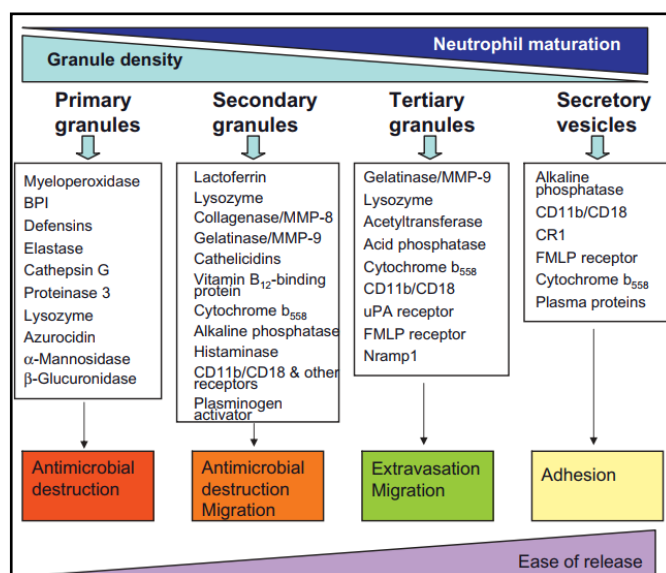 Neutrophil maturation
Granule density
Primary
granules
Secondary
granules
Tertiary
granules
Secretory
vesicles
Myeloperoxidase
BPI
Defensins
Elastase
Cathepsin G
Proteinase 3
Lysozyme
Azurocidin
α-Mannosidase
β-Glucuronidase
Lactoferrin
Lysozyme
Collagenase/MMP-8
Gelatinase/MMP-9
Cathelicidins
Vitamin B₁₂-binding
protein
Cytochrome b₅₅₈
Alkaline phosphatase
Histaminase
CD11b/CD18 & other
receptors
Plasminogen
activator
Gelatinase/MMP-9
Lysozyme
Acetyltransferase
Acid phosphatase
Cytochrome b₅₅₈
CD11b/CD18
uPA receptor
FMLP receptor
Nramp1
Alkaline
phosphatase
CD11b/CD18
CR1
FMLP receptor
Cytochrome b₅₅₈
Plasma proteins
Antimicrobial
destruction
Antimicrobial
destruction
Migration
Extravasation
Migration
Adhesion
Ease of release